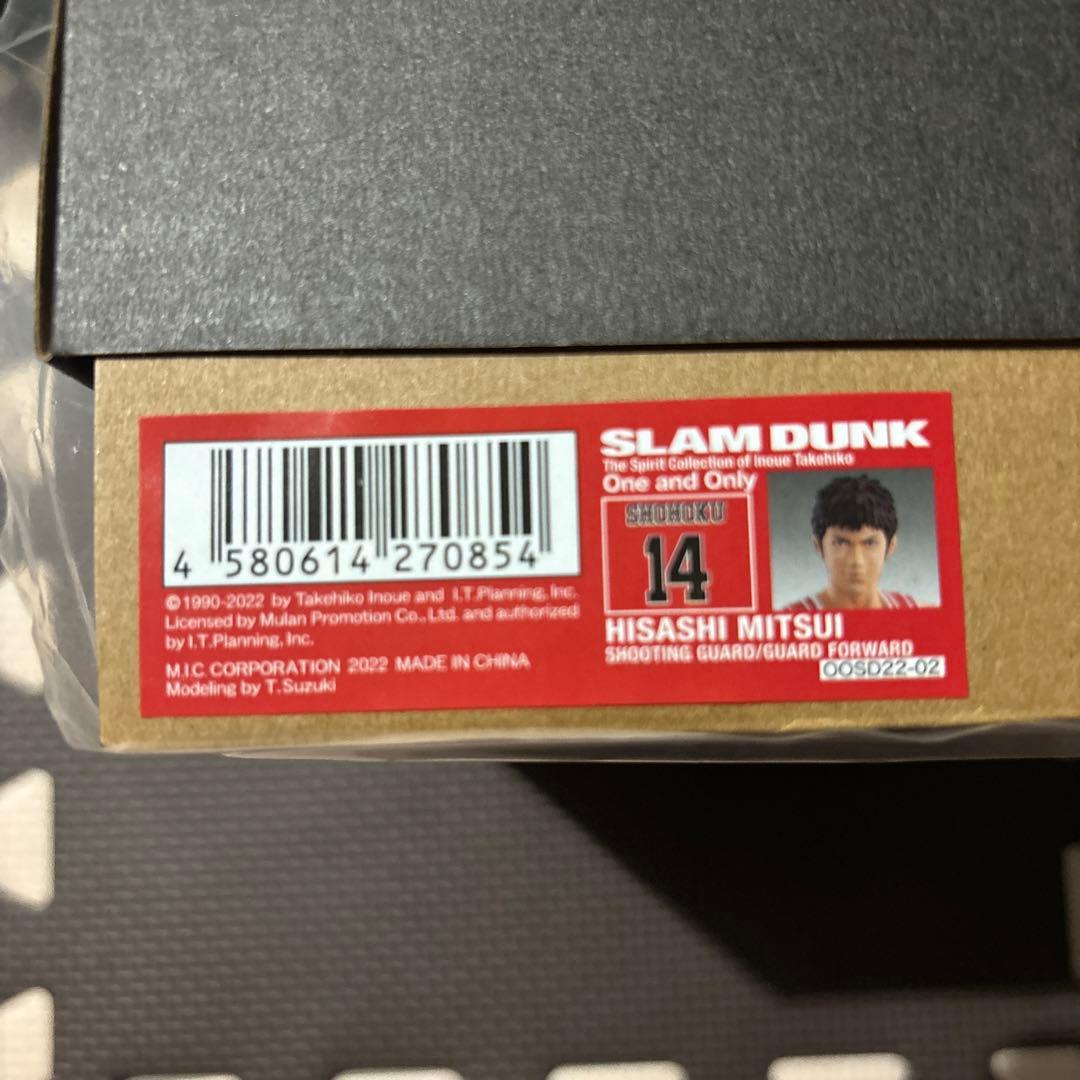 4 580614 270854
©1990-2022 by Takehiko Inoue and I.T.Planning, Inc.
Licensed by Mulan Promotion Co., Ltd. and authorized
by I.T.Planning, Inc.
M.I.C. CORPORATION 2022 MADE IN CHINA
Modeling by T.Suzuki
SLAM DUNK
The Spirit Collection of Inoue Takehiko
One and Only
SHOHOKU
14
HISASHI MITSUI
SHOOTING GUARD/GUARD FORWARD
OOSD22-02